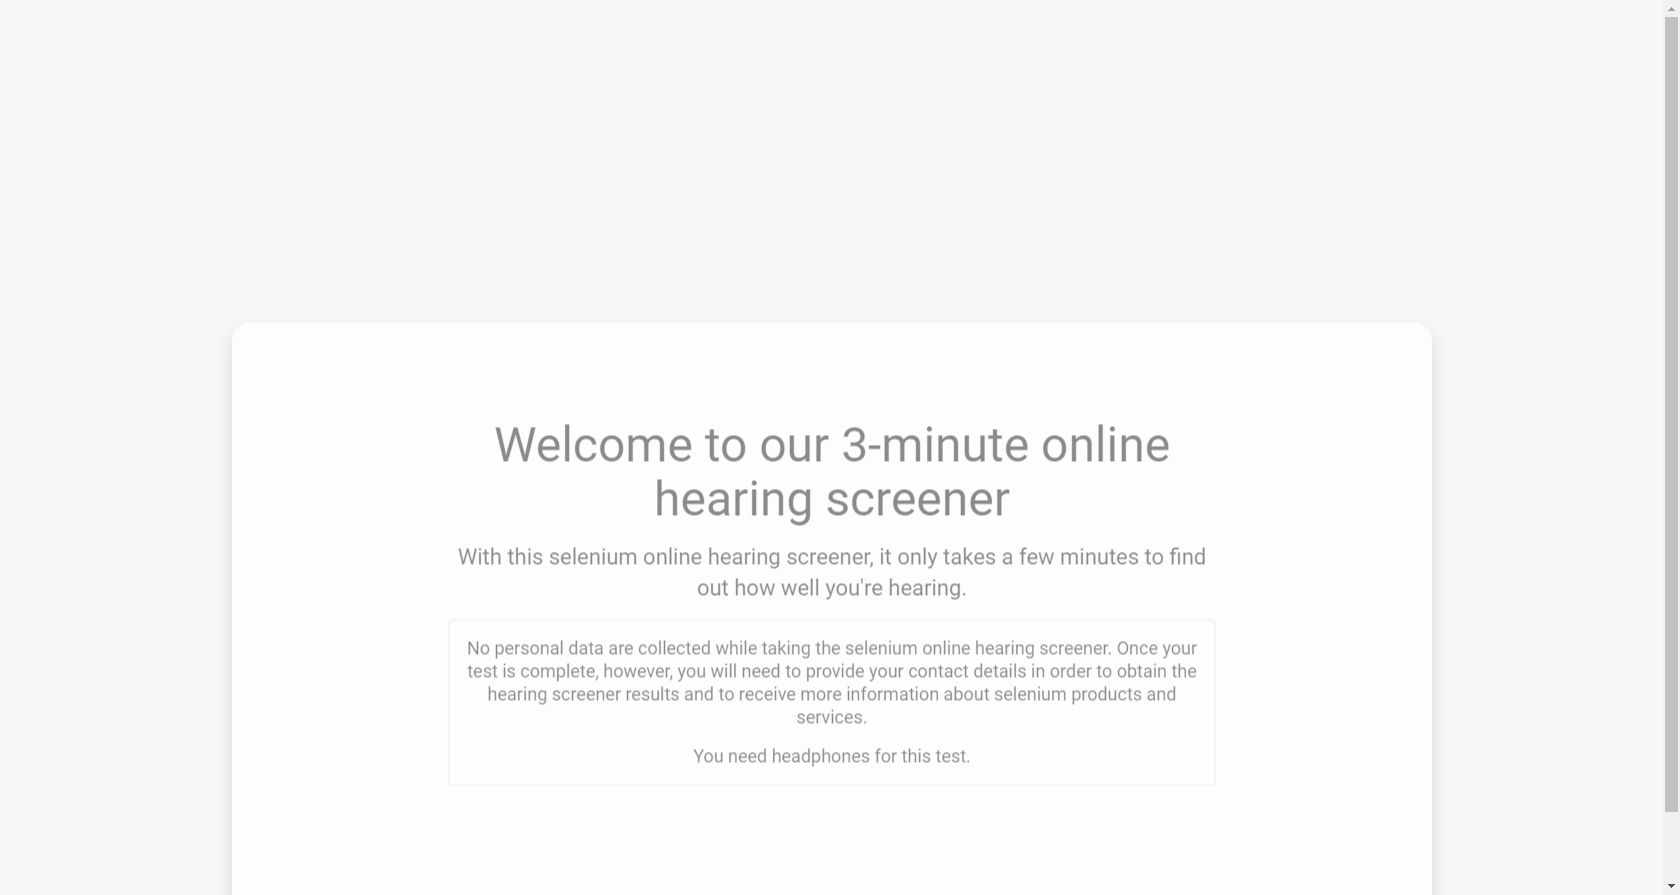 Welcome to our 3-minute online
hearing screener
With this selenium online hearing screener, it only takes a few minutes to find
out how well you're hearing.
No personal data are collected while taking the selenium online hearing screener. Once your
test is complete, however, you will need to provide your contact details in order to obtain the
hearing screener results and to receive more information about selenium products and
services.
You need headphones for this test.